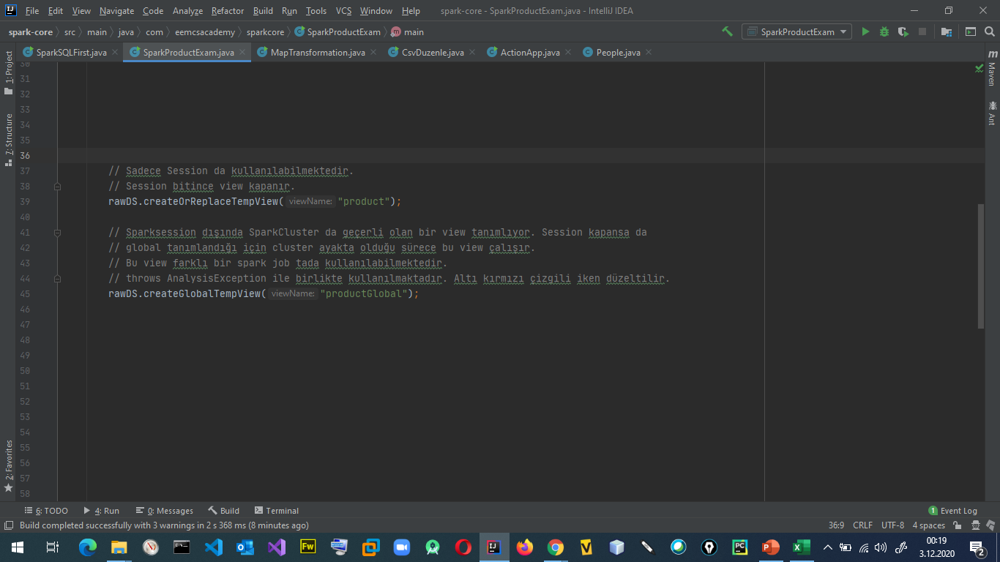 File Edit View Navigate Code Analyze Refactor Build Run Tools VCS Window Help spark-core - SparkProductExam.java - IntelliJ IDEA
spark-core src main java com eemcsacademy sparkcore SparkProductExam main SparkProductExam
SparkSQLFirst.java SparkProductExam.java MapTransformation.java CsvDuzenle.java ActionApp.java People.java
1: Project
7: Structure
2: Favorites
Maven
Ant
30
31
32
33
34
35
36
37 // Sadece Session da kullanılabilmektedir.
38 // Session bitince view kapanır.
39 rawDS.createOrReplaceTempView( viewName: "product");
40
41 // Sparksession dışında SparkCluster da geçerli olan bir view tanımlıyor. Session kapansa da
42 // global tanımlandığı için cluster ayakta olduğu sürece bu view çalışır.
43 // Bu view farklı bir spark job tada kullanılabilmektedir.
44 // throws AnalysisException ile birlikte kullanılmaktadır. Altı kırmızı çizgili iken düzeltilir.
45 rawDS.createGlobalTempView( viewName: "productGlobal");
46
47
48
49
50
51
52
53
54
55
56
57
58
6: TODO 4: Run 0: Messages Build Terminal 1 Event Log
Build completed successfully with 3 warnings in 2 s 368 ms (8 minutes ago) 36:9 CRLF UTF-8 4 spaces
00:19
3.12.2020
2